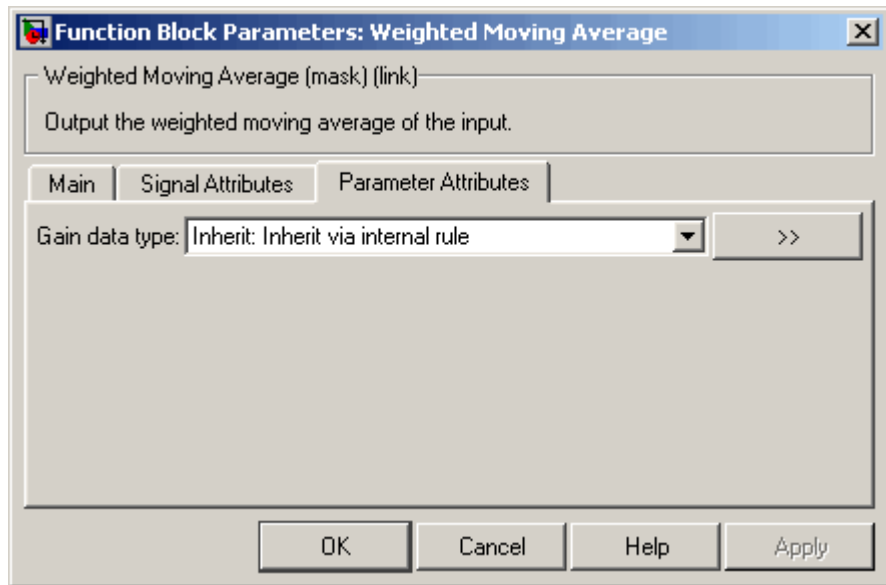 Function Block Parameters: Weighted Moving Average
Weighted Moving Average (mask) (link)
Output the weighted moving average of the input.
Main Signal Attributes Parameter Attributes
Gain data type: Inherit: Inherit via internal rule >>
OK Cancel Help Apply